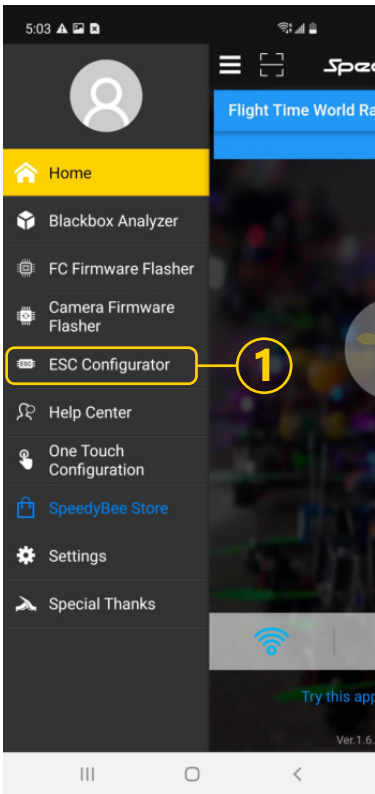 5:03
Spee
Flight Time World Ra
Home
Blackbox Analyzer
FC Firmware Flasher
Camera Firmware
Flasher
ESC
ESC Configurator
1
Help Center
One Touch
Configuration
SpeedyBee Store
Settings
Special Thanks
Try this app
Ver.1.6.